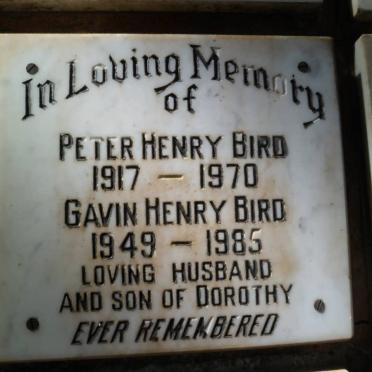 In Loving Memory
of
PETER HENRY BIRD
1917 — 1970
GAVIN HENRY BIRD
1949 — 1985
LOVING HUSBAND
AND SON OF DOROTHY
EVER REMEMBERED